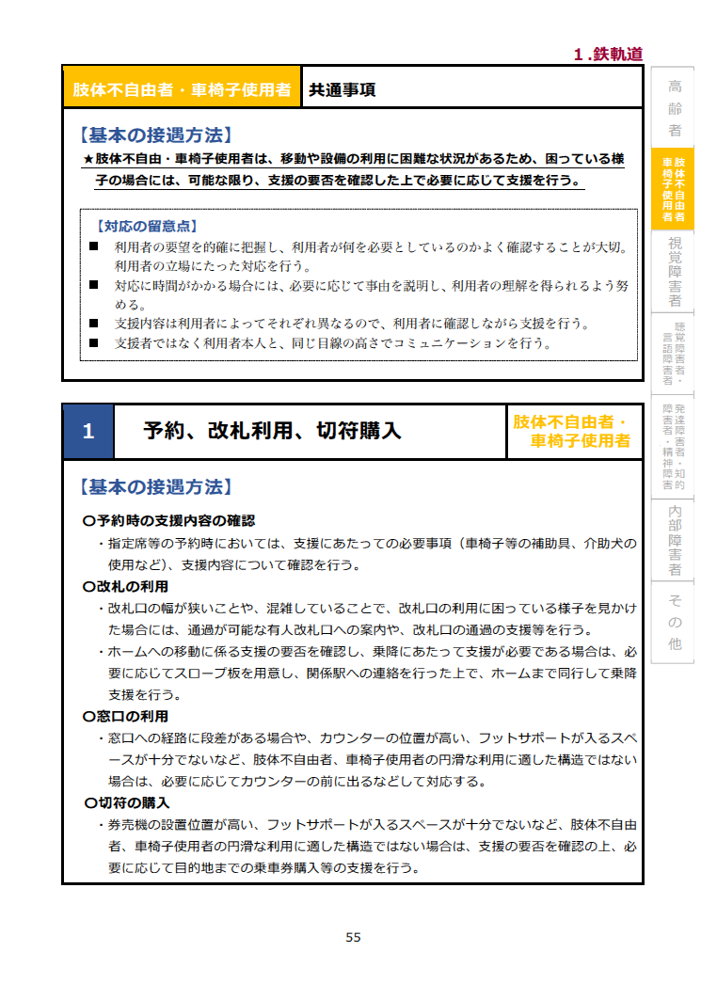 １.鉄軌道
肢体不自由者・車椅子使用者 共通事項
【基本の接遇方法】
★肢体不自由・車椅子使用者は、移動や設備の利用に困難な状況があるため、困っている様
子の場合には、可能な限り、支援の要否を確認した上で必要に応じて支援を行う。
【対応の留意点】
■ 利用者の要望を的確に把握し、利用者が何を必要としているのかよく確認することが大切。
利用者の立場にたった対応を行う。
■ 対応に時間がかかる場合には、必要に応じて事由を説明し、利用者の理解を得られるよう努
める。
■ 支援内容は利用者によってそれぞれ異なるので、利用者に確認しながら支援を行う。
■ 支援者ではなく利用者本人と、同じ目線の高さでコミュニケーションを行う。
1 予約、改札利用、切符購入
肢体不自由者・
車椅子使用者
【基本の接遇方法】
〇予約時の支援内容の確認
・指定席等の予約時においては、支援にあたっての必要事項（車椅子等の補助具、介助犬の
使用など）、支援内容について確認を行う。
〇改札の利用
・改札口の幅が狭いことや、混雑していることで、改札口の利用に困っている様子を見かけ
た場合には、通過が可能な有人改札口への案内や、改札口の通過の支援等を行う。
・ホームへの移動に係る支援の要否を確認し、乗降にあたって支援が必要である場合は、必
要に応じてスロープ板を用意し、関係駅への連絡を行った上で、ホームまで同行して乗降
支援を行う。
〇窓口の利用
・窓口への経路に段差がある場合や、カウンターの位置が高い、フットサポートが入るスペ
ースが十分でないなど、肢体不自由者、車椅子使用者の円滑な利用に適した構造ではない
場合は、必要に応じてカウンターの前に出るなどして対応する。
〇切符の購入
・券売機の設置位置が高い、フットサポートが入るスペースが十分でないなど、肢体不自由
者、車椅子使用者の円滑な利用に適した構造ではない場合は、支援の要否を確認の上、必
要に応じて目的地までの乗車券購入等の支援を行う。
高齢者
肢体不自由者
車椅子使用者
視覚障害者
聴覚障害者・
言語障害者
発達障害者・知的
障害者・精神障害
内部障害者
その他
55